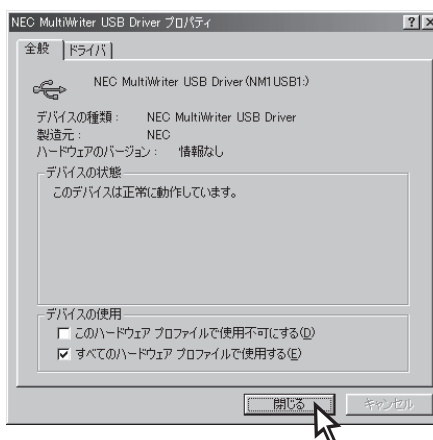 NEC MultiWriter USB Driver プロパティ
全般
ドライバ
NEC MultiWriter USB Driver (NM1USB1:)
デバイスの種類： NEC MultiWriter USB Driver
製造元： NEC
ハードウェアのバージョン： 情報なし
デバイスの状態
このデバイスは正常に動作しています。
デバイスの使用
このハードウェア プロファイルで使用不可にする(D)
すべてのハードウェア プロファイルで使用する(E)
閉じる
キャンセル